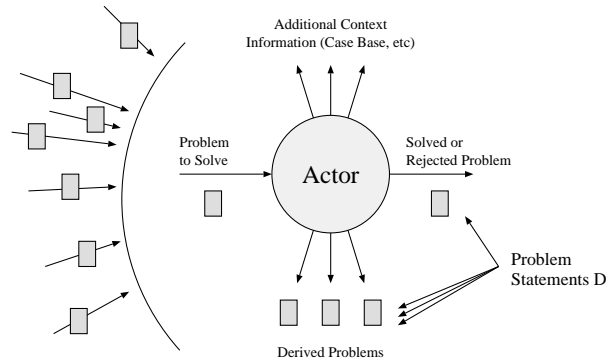 Additional Context
Information (Case Base, etc)
Problem
to Solve
Actor
Solved or
Rejected Problem
Problem
Statements D
Derived Problems